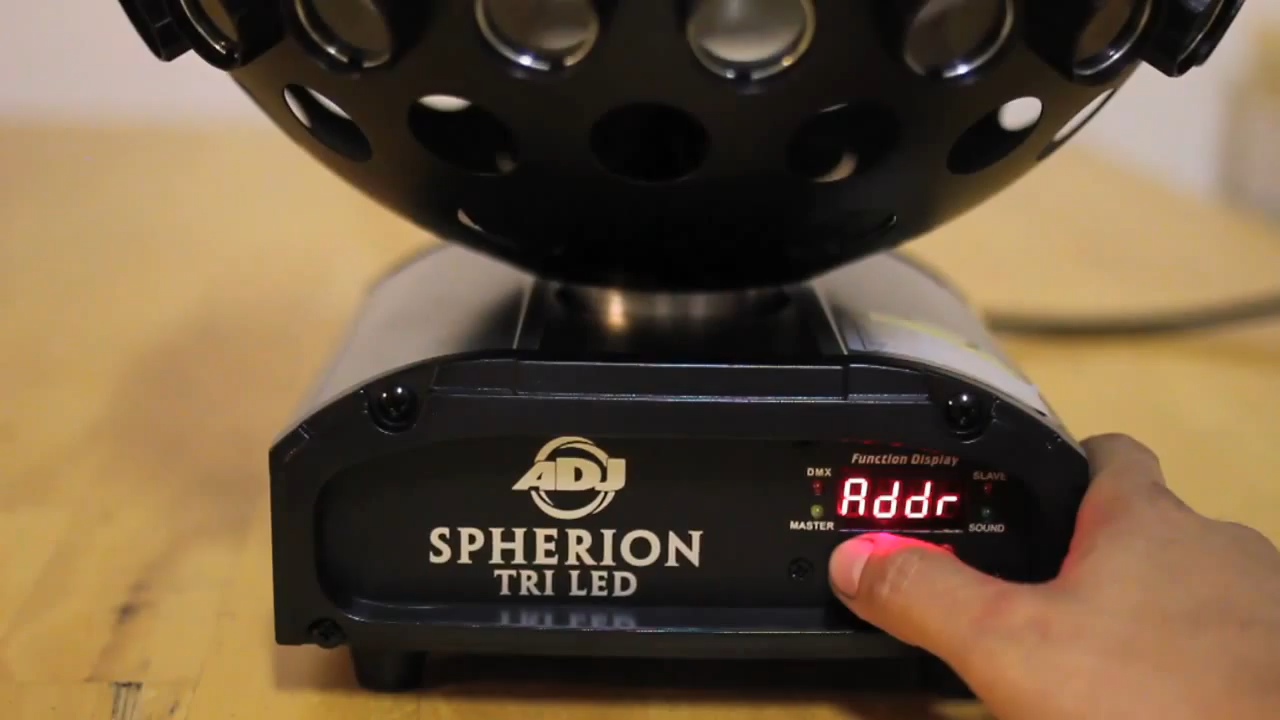 ADJ
SPHERION
TRI LED
Function Display
DMX
SLAVE
Addr
MASTER
SOUND